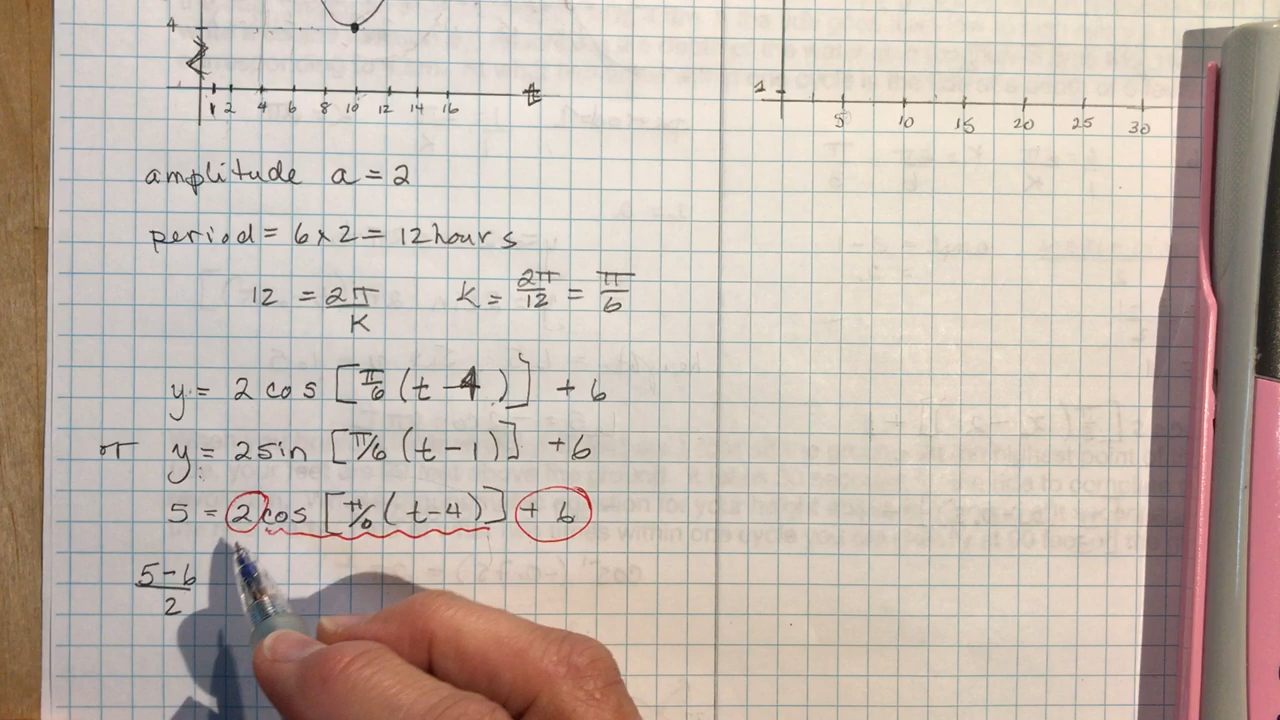 4
1 2 4 6 8 10 12 14 16 t
1
5 10 15 20 25 30
amplitude a = 2
period = 6 x 2 = 12 hours
12 = 2π/K K = 2π/12 = π/6
y = 2 cos [π/6 (t - 4)] + 6
or y = 2 sin [π/6 (t - 1)] + 6
5 = 2 cos [π/6 (t - 4)] + 6
5 - 6 / 2